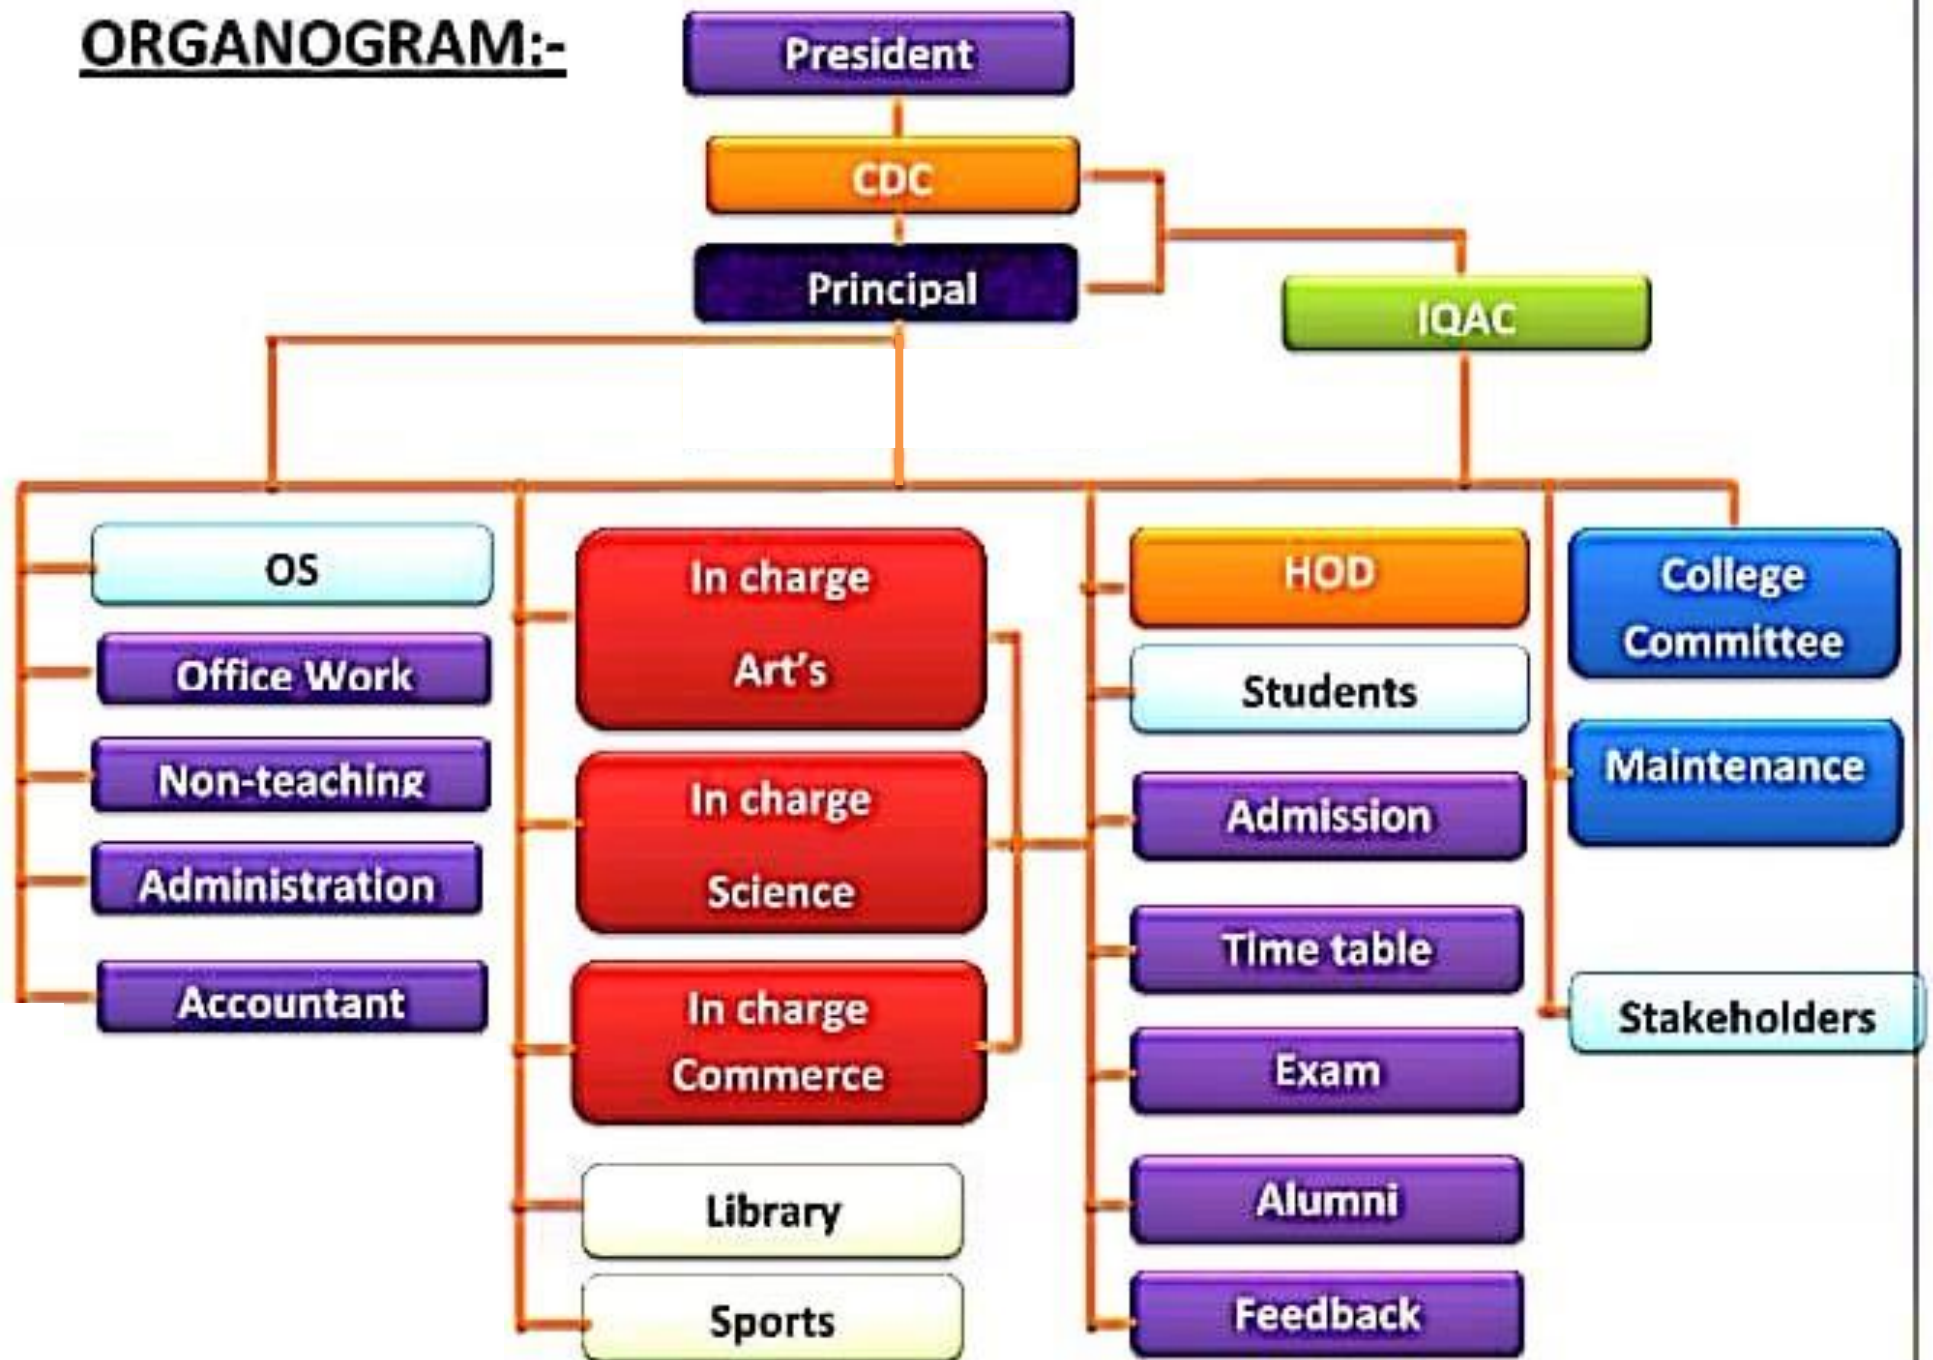 ORGANOGRAM:-
President
CDC
Principal
IQAC
OS
Office Work
Non-teaching
Administration
Accountant
In charge
Art's
In charge
Science
In charge
Commerce
Library
Sports
HOD
Students
Admission
Time table
Exam
Alumni
Feedback
College
Committee
Maintenance
Stakeholders